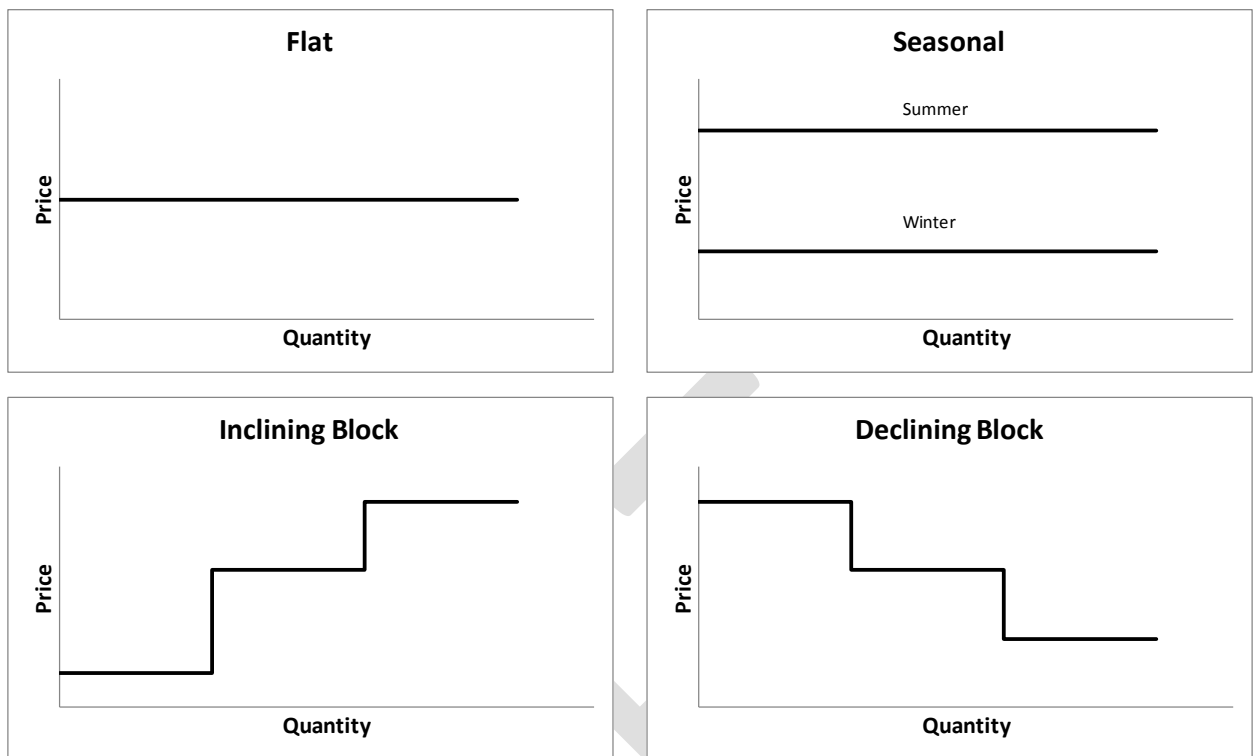 Flat
Price
Quantity
Seasonal
Summer
Winter
Price
Quantity
Inclining Block
Price
Quantity
Declining Block
Price
Quantity